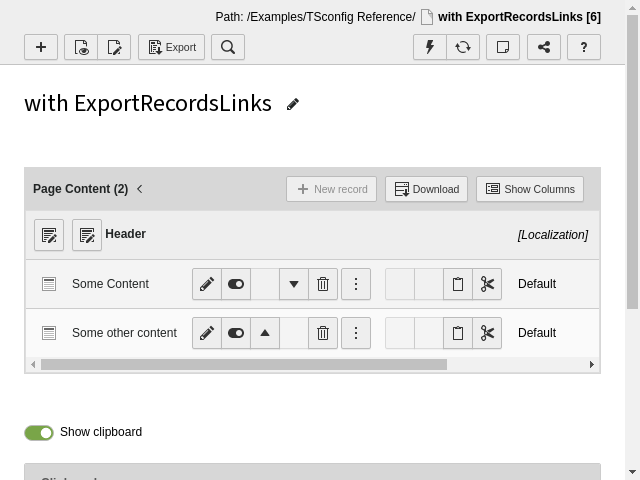 Path: /Examples/TSconfig Reference/ with ExportRecordsLinks [6]
Export
?
with ExportRecordsLinks
Page Content (2)
New record
Download
Show Columns
Header
[Localization]
Some Content
Default
Some other content
Default
Show clipboard